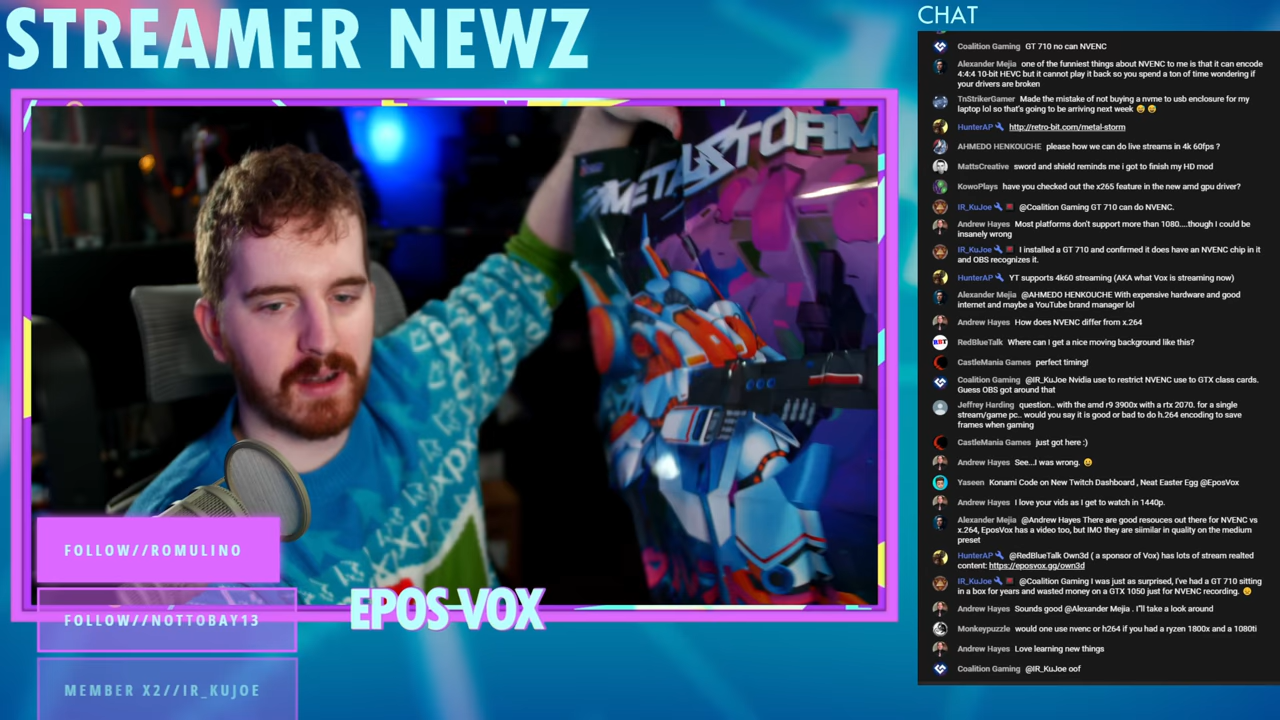 STREAMER NEWZ
METAL STORM
FOLLOW//ROMULINO
FOLLOW//NOTTOBAY13
MEMBER X2//IR_KUJOE
EPOS VOX
CHAT
Coalition Gaming GT 710 no can NVENC
Alexander Mejia one of the funniest things about NVENC to me is that it can encode
4:4:4 10-bit HEVC but it cannot play it back so you spend a ton of time wondering if
your drivers are broken
TnStrikerGamer Made the mistake of not buying a nvme to usb enclosure for my
laptop lol so that's going to be arriving next week
HunterAP http://retro-bit.com/metal-storm
AHMEDO HENKOUCHE please how we can do live streams in 4k 60fps ?
MattsCreative sword and shield reminds me i got to finish my HD mod
KowoPlays have you checked out the x265 feature in the new amd gpu driver?
IR_KuJoe @Coalition Gaming GT 710 can do NVENC.
Andrew Hayes Most platforms don't support more than 1080....though I could be
insanely wrong
IR_KuJoe I installed a GT 710 and confirmed it does have an NVENC chip in it
and OBS recognizes it.
HunterAP YT supports 4k60 streaming (AKA what Vox is streaming now)
Alexander Mejia @AHMEDO HENKOUCHE With expensive hardware and good
internet and maybe a YouTube brand manager lol
Andrew Hayes How does NVENC differ from x.264
RBT RedBlueTalk Where can I get a nice moving background like this?
CastleMania Games perfect timing!
Coalition Gaming @IR_KuJoe Nvidia use to restrict NVENC use to GTX class cards.
Guess OBS got around that
Jeffrey Harding question.. with the amd r9 3900x with a rtx 2070. for a single
stream/game pc.. would you say it is good or bad to do h.264 encoding to save
frames when gaming
CastleMania Games just got here :)
Andrew Hayes See...I was wrong.
Yaseen Konami Code on New Twitch Dashboard , Neat Easter Egg @EposVox
Andrew Hayes I love your vids as I get to watch in 1440p.
Alexander Mejia @Andrew Hayes There are good resouces out there for NVENC vs
x.264, EposVox has a video too, but IMO they are siimilar in quality on the medium
preset
HunterAP @RedBlueTalk Own3d ( a sponsor of Vox) has lots of stream realted
content: https://eposvox.gg/own3d
IR_KuJoe @Coalition Gaming I was just as surprised, I've had a GT 710 sitting
in a box for years and wasted money on a GTX 1050 just for NVENC recording.
Andrew Hayes Sounds good @Alexander Mejia . I"ll take a look around
Monkeypuzzle would one use nvenc or h264 if you had a ryzen 1800x and a 1080ti
Andrew Hayes Love learning new things
Coalition Gaming @IR_KuJoe oof